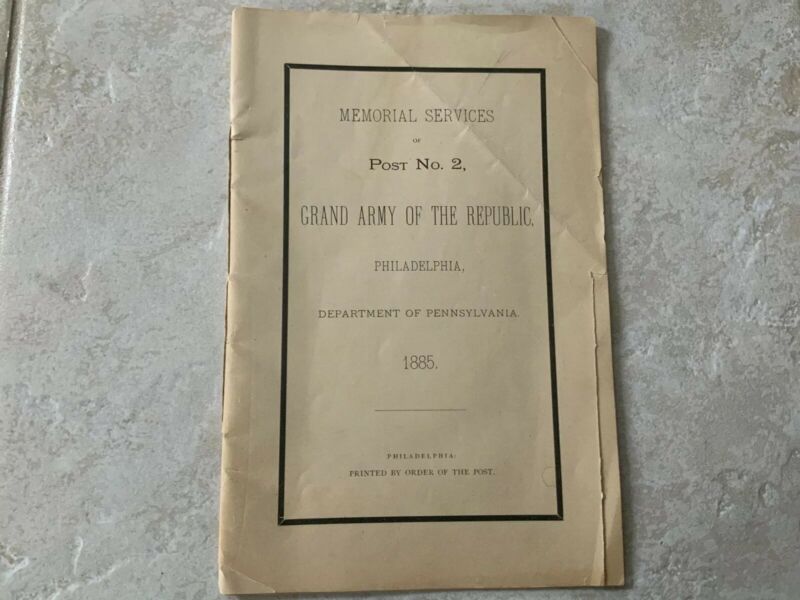 MEMORIAL SERVICES
OF
POST NO. 2,
GRAND ARMY OF THE REPUBLIC,
PHILADELPHIA,
DEPARTMENT OF PENNSYLVANIA.
1885.
PHILADELPHIA:
PRINTED BY ORDER OF THE POST.